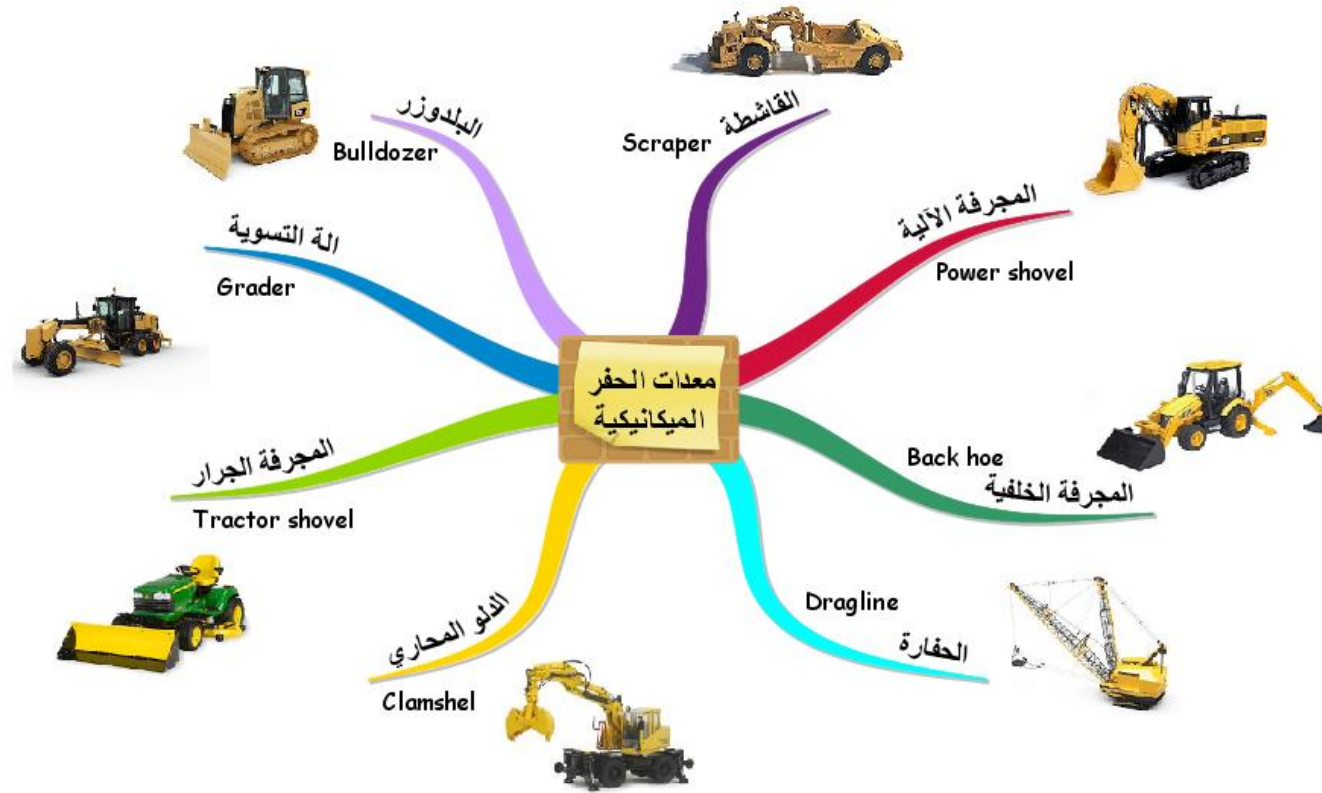 معدات الحفر
الميكانيكية
القاشطة
Scraper
المجرفة الآلية
Power shovel
Back hoe
المجرفة الخلفية
Dragline
الحفارة
الدلو المحاري
Clamshel
المجرفة الجرار
Tractor shovel
الة التسوية
Grader
البلدوزر
Bulldozer